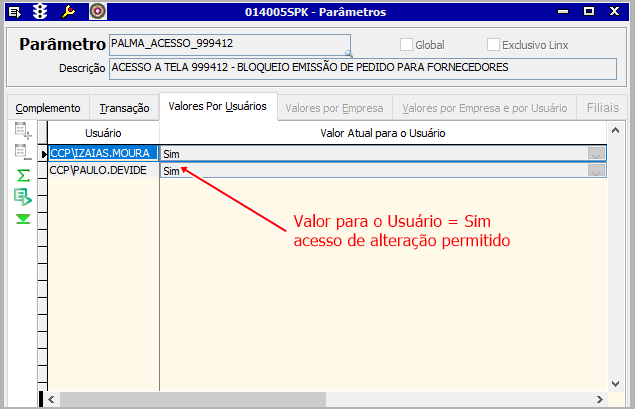 014005SPK - Parâmetros
Parâmetro PALMA_ACESSO_999412 Global Exclusivo Linx
Descrição ACESSO A TELA 999412 - BLOQUEIO EMISSÃO DE PEDIDO PARA FORNECEDORES
Complemento Transação Valores Por Usuários Valores por Empresa Valores por Empresa e por Usuário Filiais
Usuário Valor Atual para o Usuário
CCP\IZAIAS.MOURA Sim
CCP\PAULO.DEVIDE Sim
Valor para o Usuário = Sim
acesso de alteração permitido